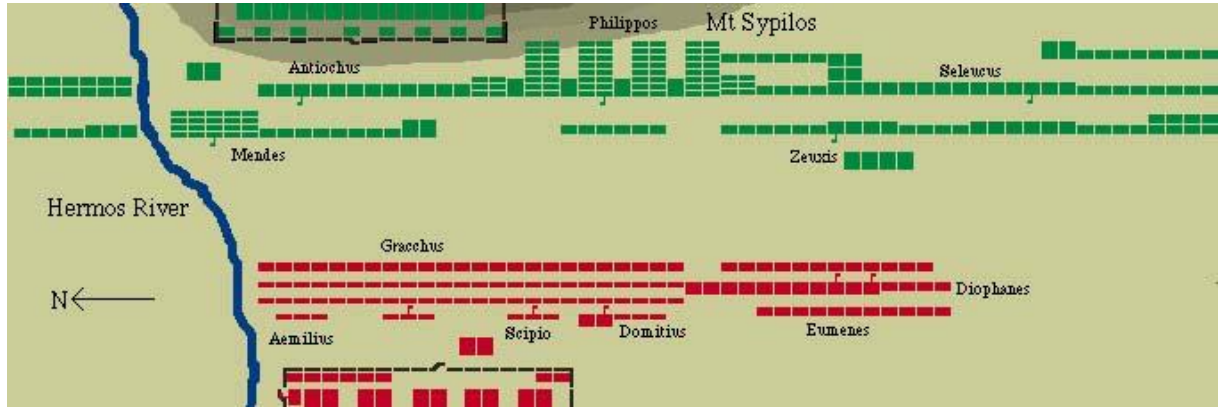 Philippos
Mt Sypilos
Antiochus
Seleucus
Mendes
Zeuxis
Hermos River
Gracchus
N
Diophanes
Aemilius
Scipio
Domitius
Eumenes